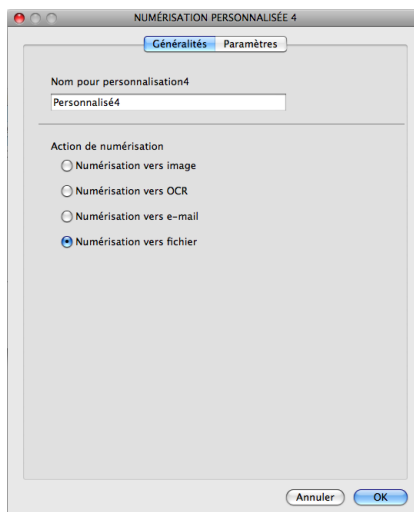 NUMÉRISATION PERSONNALISÉE 4
Généralités Paramètres
Nom pour personnalisation4
Personnalisé4
Action de numérisation
Numérisation vers image
Numérisation vers OCR
Numérisation vers e-mail
Numérisation vers fichier
Annuler OK